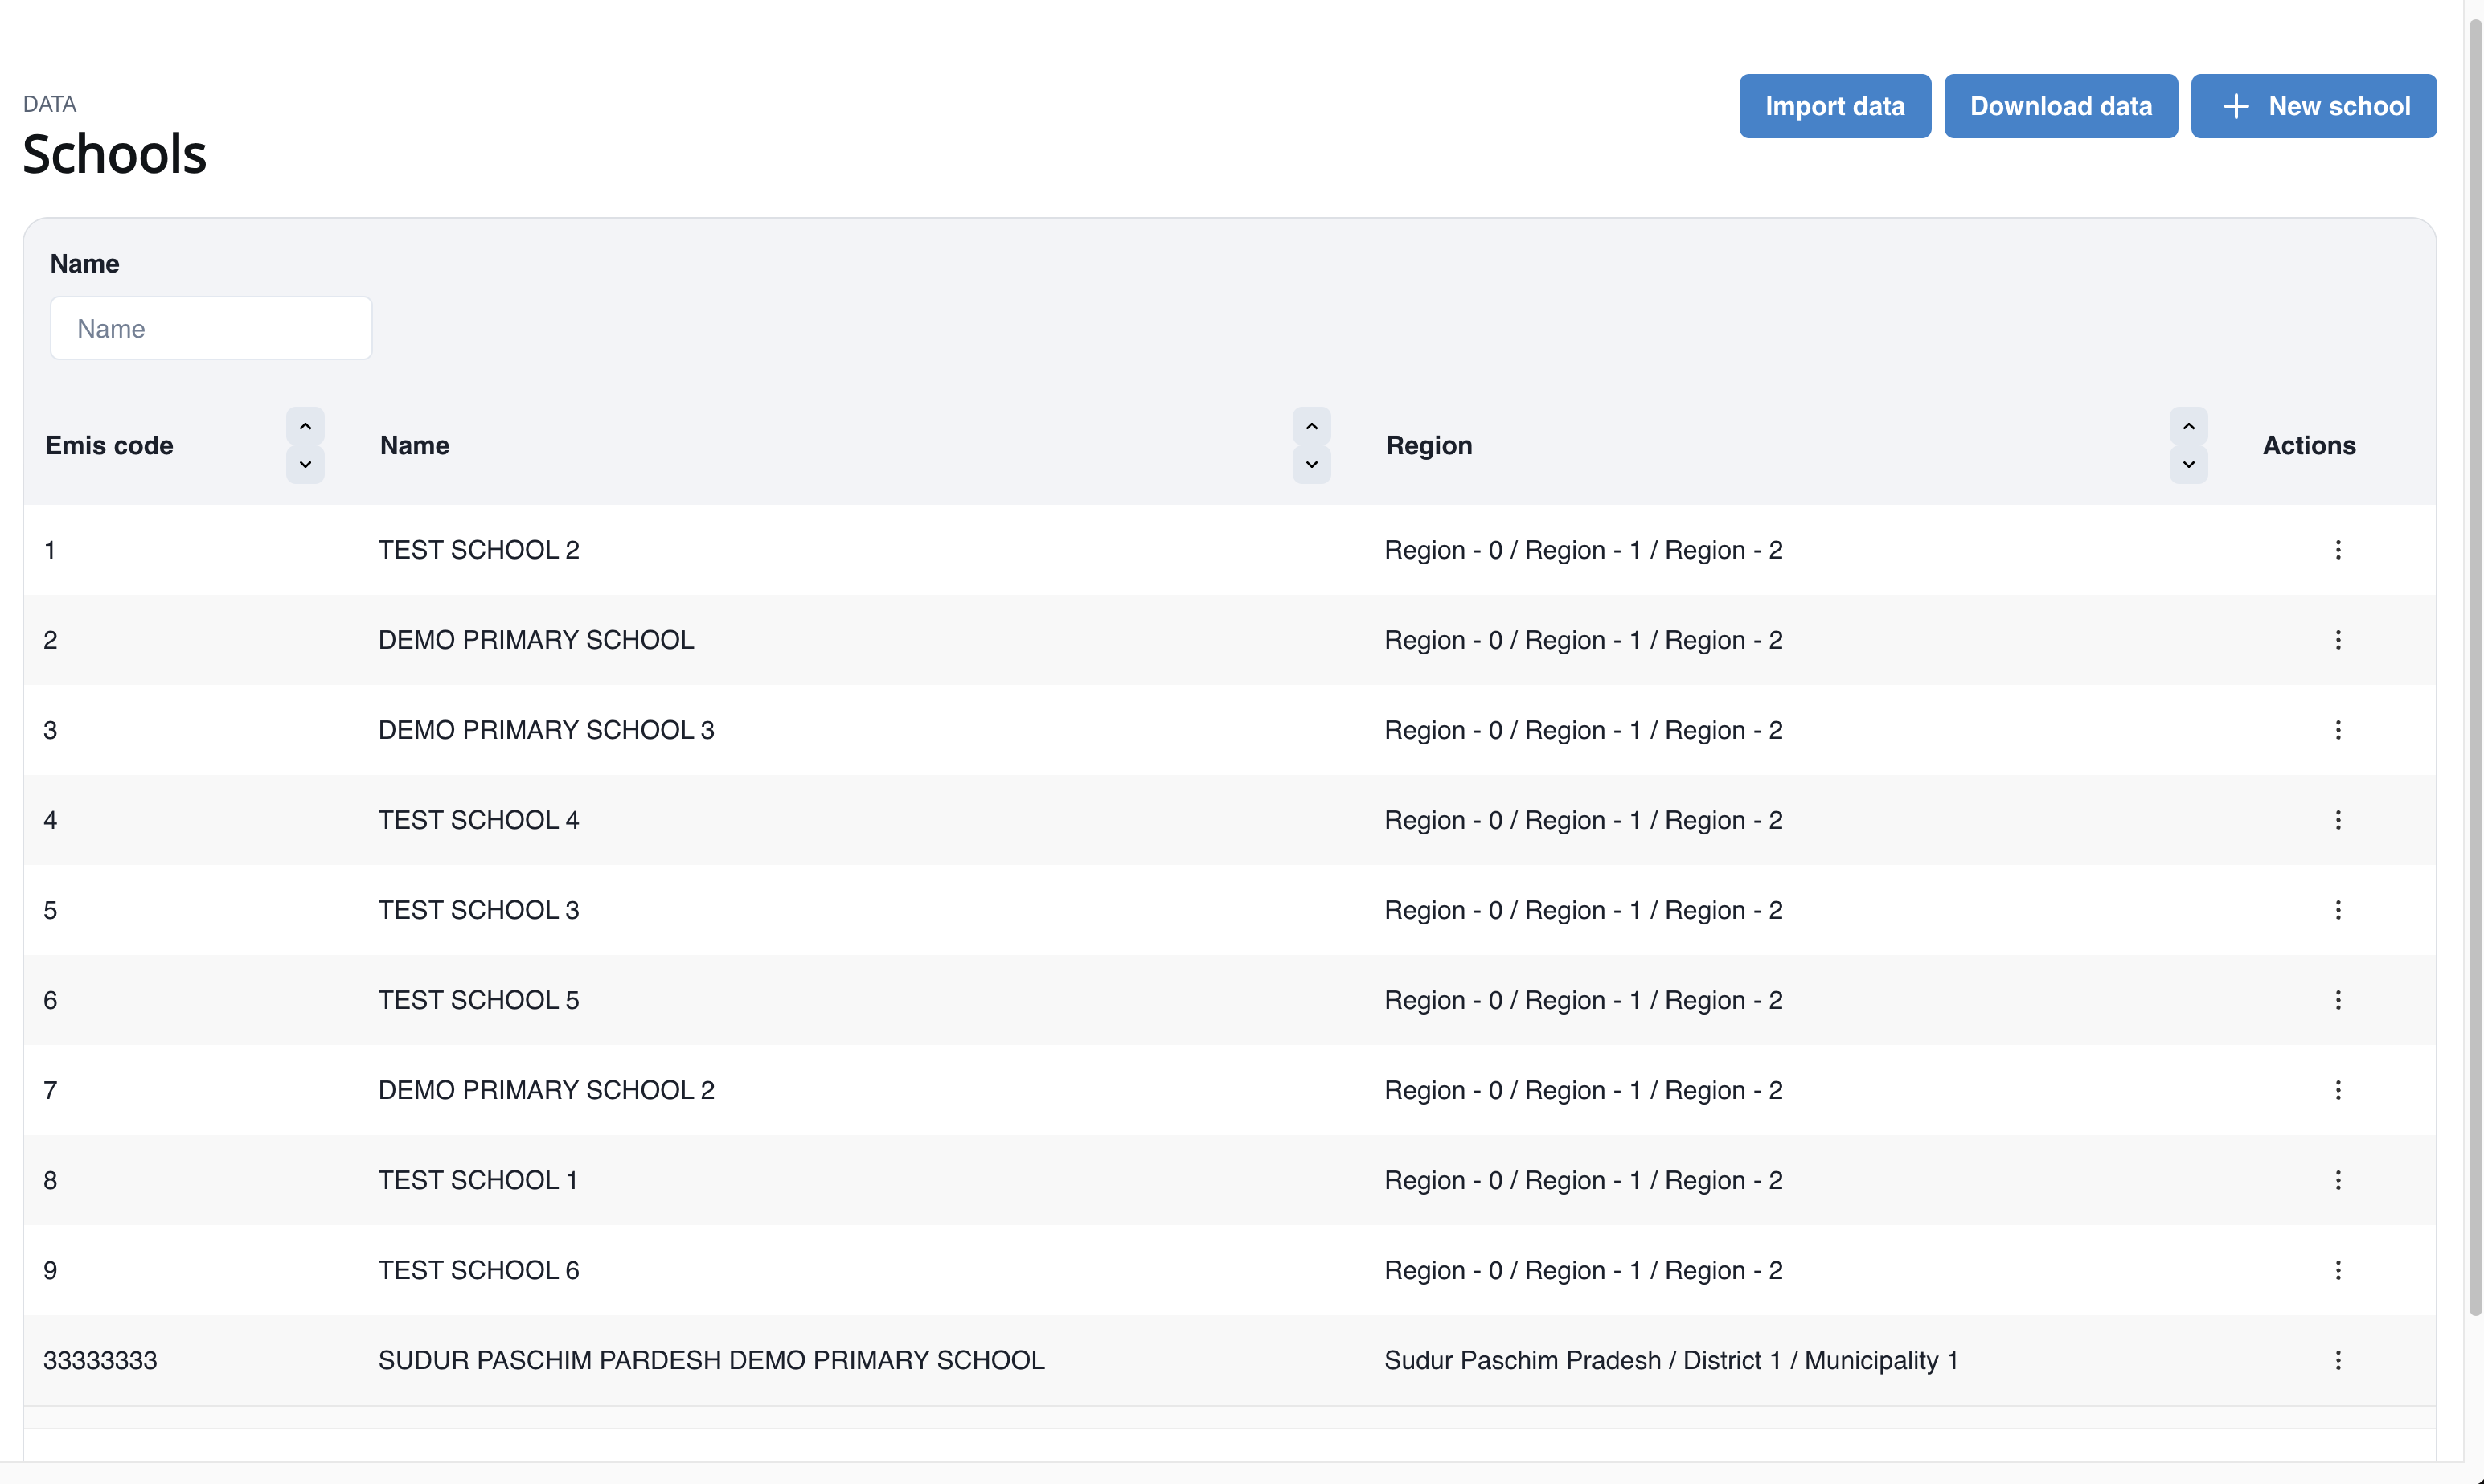 DATA
Schools
Import data Download data New school
Name
Name
Emis code Name Region Actions
1 TEST SCHOOL 2 Region - 0 / Region - 1 / Region - 2
2 DEMO PRIMARY SCHOOL Region - 0 / Region - 1 / Region - 2
3 DEMO PRIMARY SCHOOL 3 Region - 0 / Region - 1 / Region - 2
4 TEST SCHOOL 4 Region - 0 / Region - 1 / Region - 2
5 TEST SCHOOL 3 Region - 0 / Region - 1 / Region - 2
6 TEST SCHOOL 5 Region - 0 / Region - 1 / Region - 2
7 DEMO PRIMARY SCHOOL 2 Region - 0 / Region - 1 / Region - 2
8 TEST SCHOOL 1 Region - 0 / Region - 1 / Region - 2
9 TEST SCHOOL 6 Region - 0 / Region - 1 / Region - 2
33333333 SUDUR PASCHIM PARDESH DEMO PRIMARY SCHOOL Sudur Paschim Pradesh / District 1 / Municipality 1